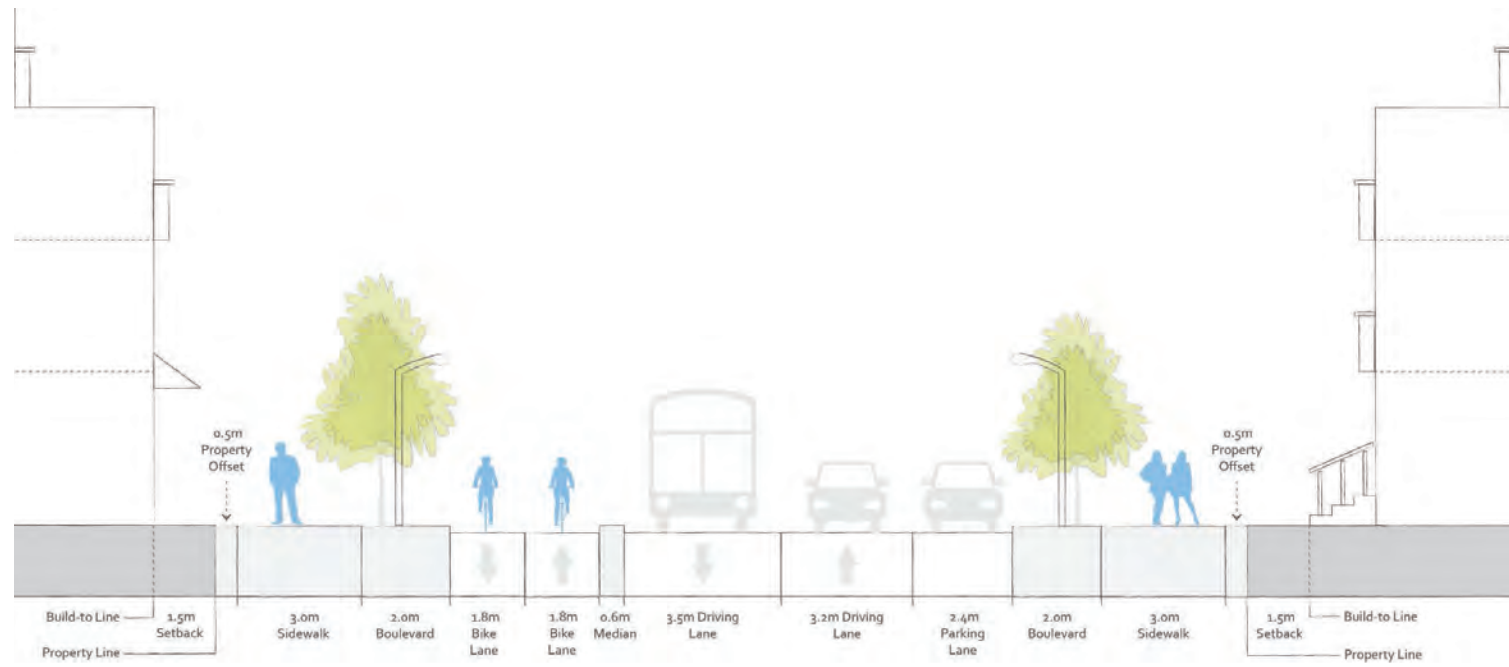 0.5m
Property
Offset
0.5m
Property
Offset
Build-to Line
1.5m
Setback
3.0m
Sidewalk
2.0m
Boulevard
1.8m
Bike
Lane
1.8m
Bike
Lane
0.6m
Median
3.5m Driving
Lane
3.2m Driving
Lane
2.4m
Parking
Lane
2.0m
Boulevard
3.0m
Sidewalk
1.5m
Setback
Build-to Line
Property Line
Property Line